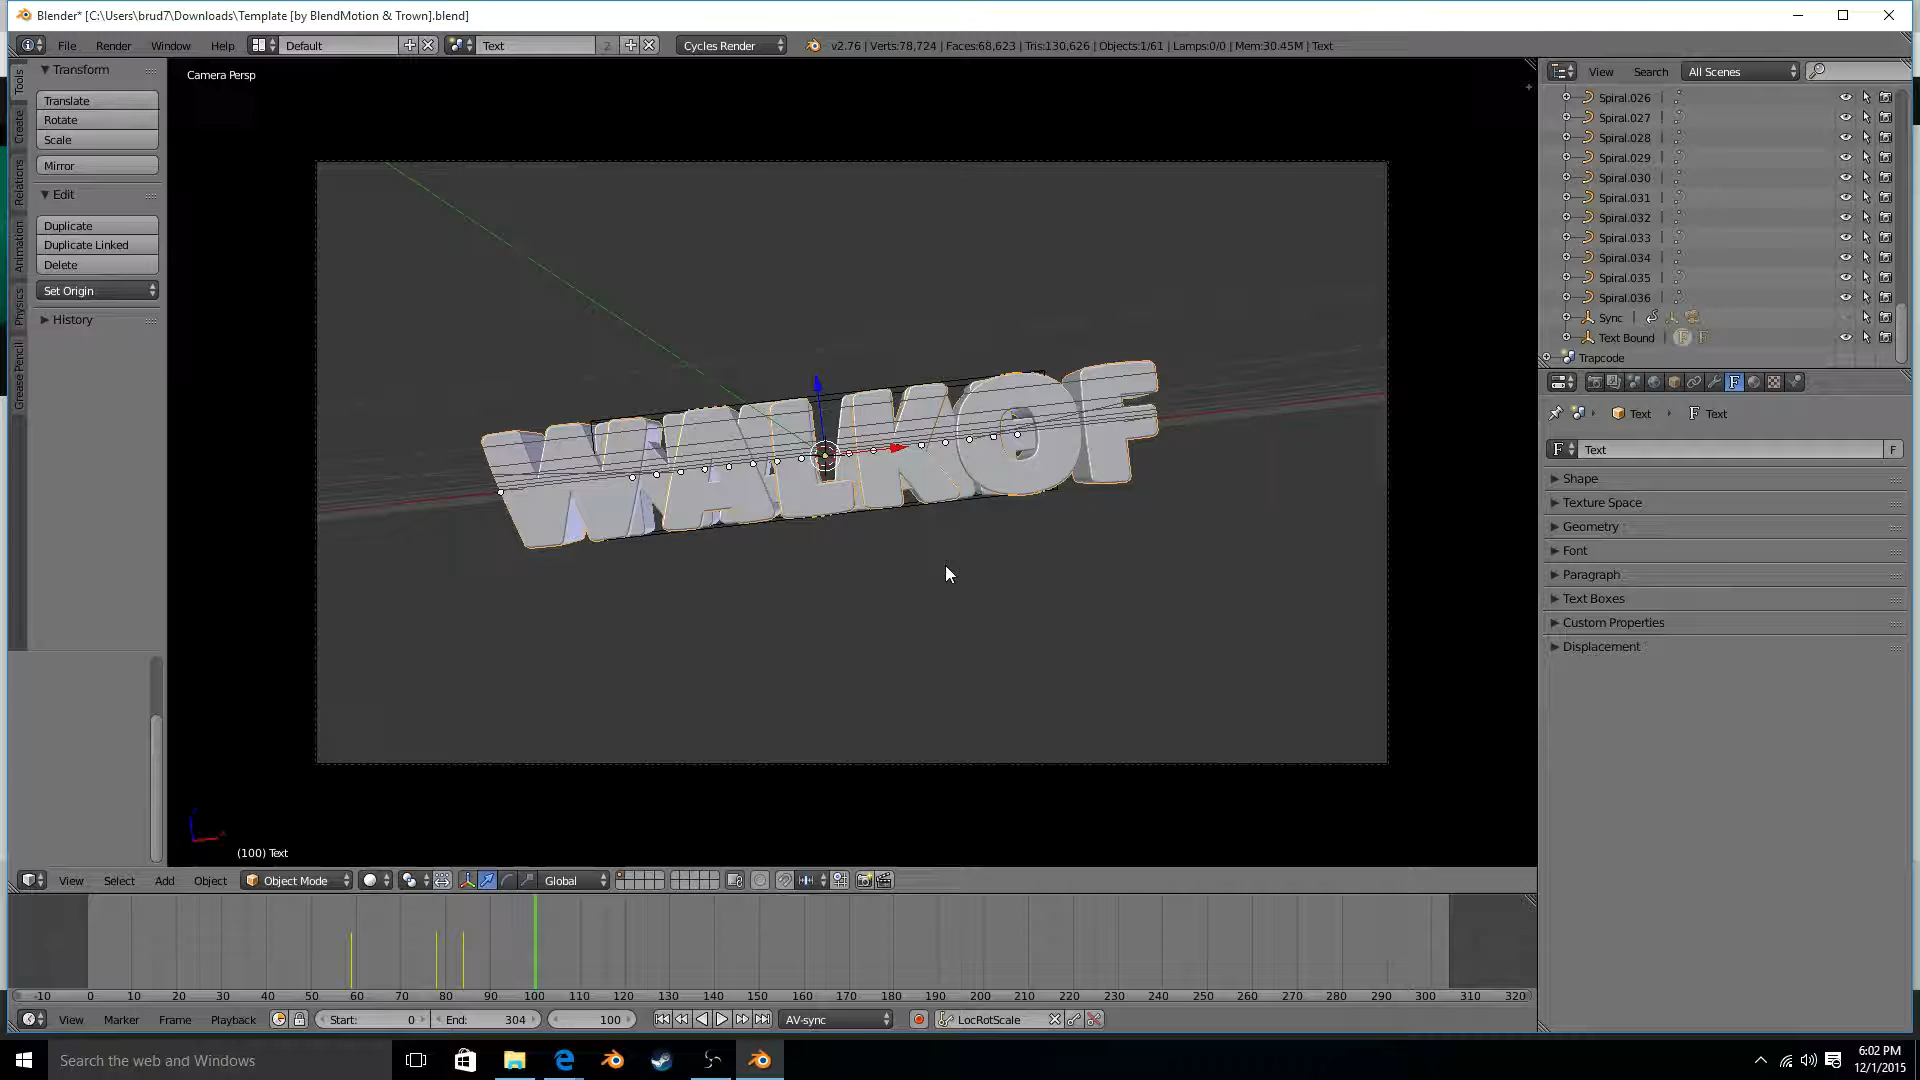 Blender* [C:\Users\brud7\Downloads\Template [by BlendMotion & Trown].blend]
File Render Window Help Default Text 2 Cycles Render v2.76 | Verts:78,724 | Faces:68,623 | Tris:130,626 | Objects:1/61 | Lamps:0/0 | Mem:30.45M | Text
Transform
Translate
Rotate
Scale
Mirror
Edit
Duplicate
Duplicate Linked
Delete
Set Origin
History
Tools
Create
Relations
Animation
Physics
Grease Pencil
Camera Persp
WALKOF
(100) Text
View Search All Scenes
Spiral.026
Spiral.027
Spiral.028
Spiral.029
Spiral.030
Spiral.031
Spiral.032
Spiral.033
Spiral.034
Spiral.035
Spiral.036
Sync
Text Bound
Trapcode
Text F Text
F Text F
Shape
Texture Space
Geometry
Font
Paragraph
Text Boxes
Custom Properties
Displacement
View Select Add Object Object Mode Global
-10 0 10 20 30 40 50 60 70 80 90 100 110 120 130 140 150 160 170 180 190 200 210 220 230 240 250 260 270 280 290 300 310 320
View Marker Frame Playback Start: 0 End: 304 100 AV-sync LocRotScale
Search the web and Windows
6:02 PM
12/1/2015